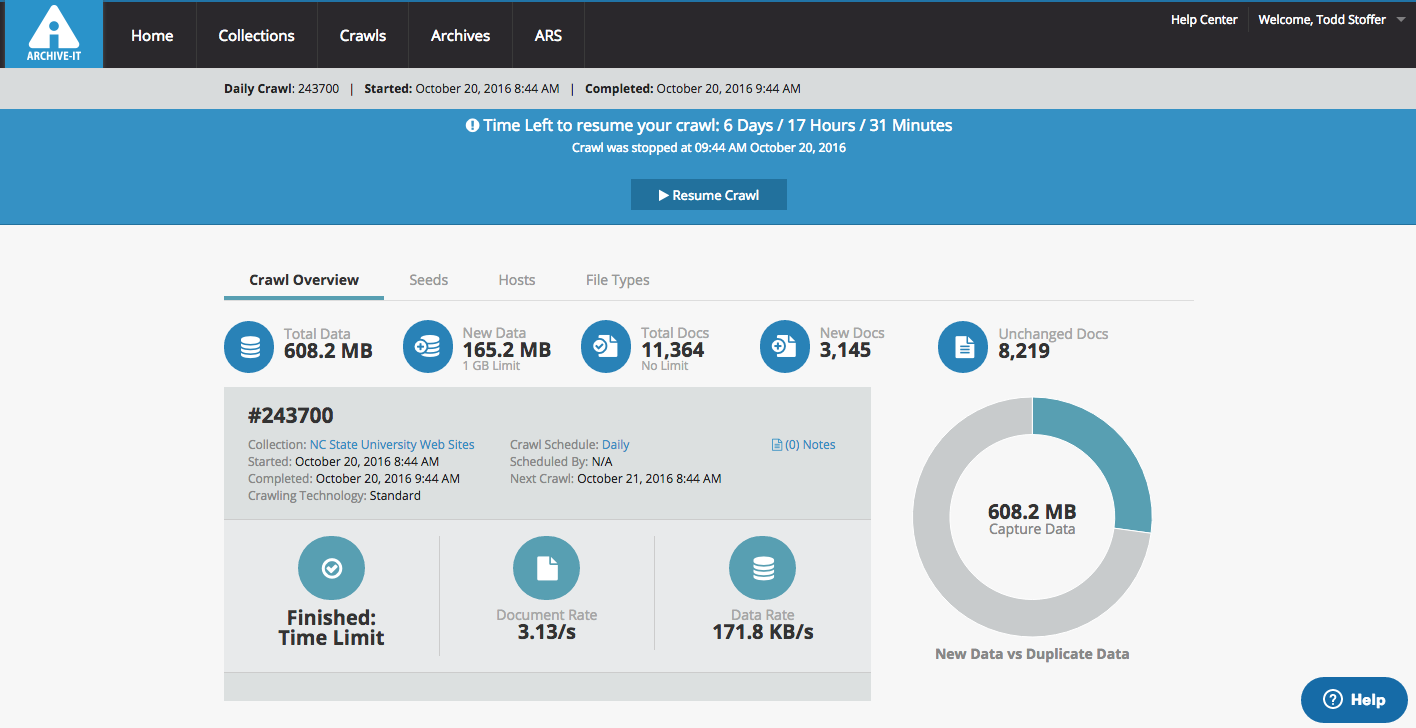 ARCHIVE-IT
Home Collections Crawls Archives ARS
Help Center Welcome, Todd Stoffer
Daily Crawl: 243700 | Started: October 20, 2016 8:44 AM | Completed: October 20, 2016 9:44 AM
Time Left to resume your crawl: 6 Days / 17 Hours / 31 Minutes
Crawl was stopped at 09:44 AM October 20, 2016
Resume Crawl
Crawl Overview Seeds Hosts File Types
Total Data
608.2 MB
New Data
165.2 MB
1 GB Limit
Total Docs
11,364
No Limit
New Docs
3,145
Unchanged Docs
8,219
#243700
Collection: NC State University Web Sites
Started: October 20, 2016 8:44 AM
Completed: October 20, 2016 9:44 AM
Crawling Technology: Standard
Crawl Schedule: Daily
Scheduled By: N/A
Next Crawl: October 21, 2016 8:44 AM
(0) Notes
Finished:
Time Limit
Document Rate
3.13/s
Data Rate
171.8 KB/s
608.2 MB
Capture Data
New Data vs Duplicate Data
Help